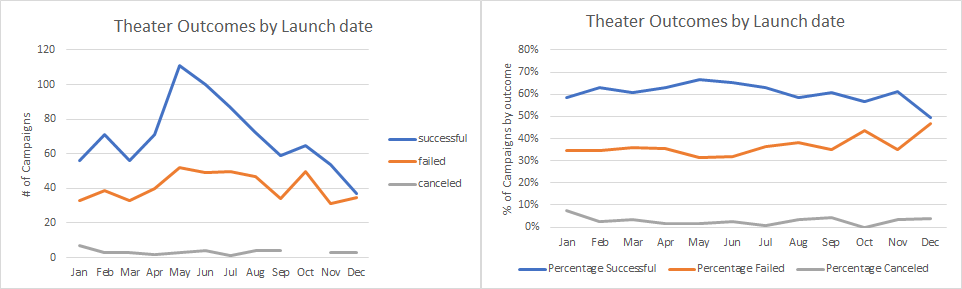 Theater Outcomes by Launch date
# of Campaigns
120
100
80
60
40
20
0
Jan Feb Mar Apr May Jun Jul Aug Sep Oct Nov Dec
successful
failed
canceled
Theater Outcomes by Launch date
% of Campaigns by outcome
80%
70%
60%
50%
40%
30%
20%
10%
0%
Jan Feb Mar Apr May Jun Jul Aug Sep Oct Nov Dec
Percentage Successful Percentage Failed Percentage Canceled